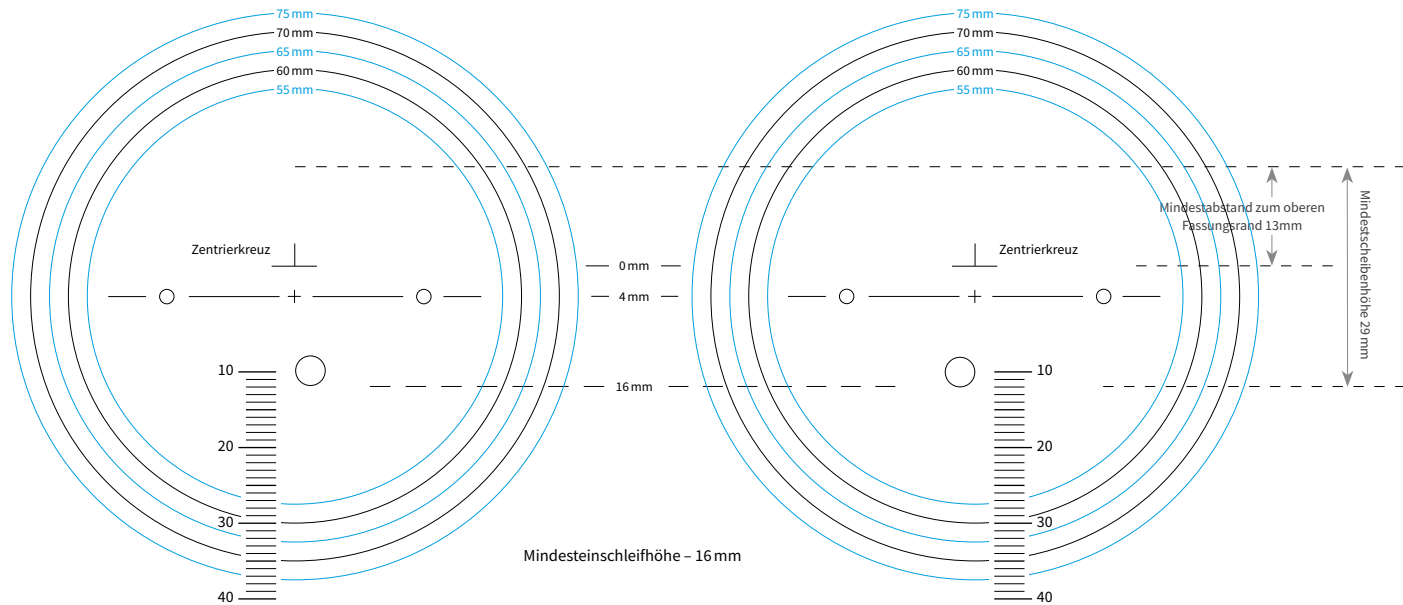 75 mm
70 mm
65 mm
60 mm
55 mm
75 mm
70 mm
65 mm
60 mm
55 mm
Mindestabstand zum oberen
Fassungsrand 13mm
Mindestscheibenhöhe 29 mm
Zentrierkreuz
Zentrierkreuz
0 mm
4 mm
16 mm
10
20
30
40
10
20
30
40
Mindesteinschleifhöhe – 16 mm